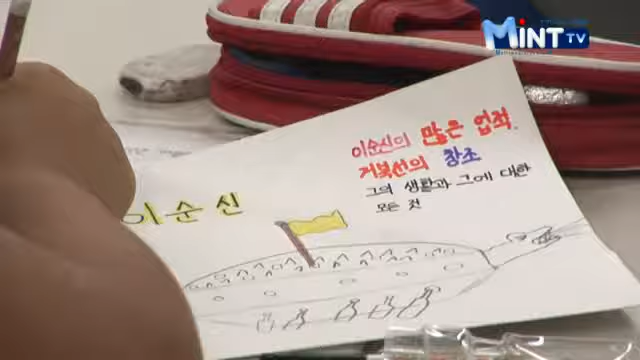 MINT TV
이순신의 많은 업적,
거북선의 창조
그의 생활과 그에 대한
모든 것
이순신